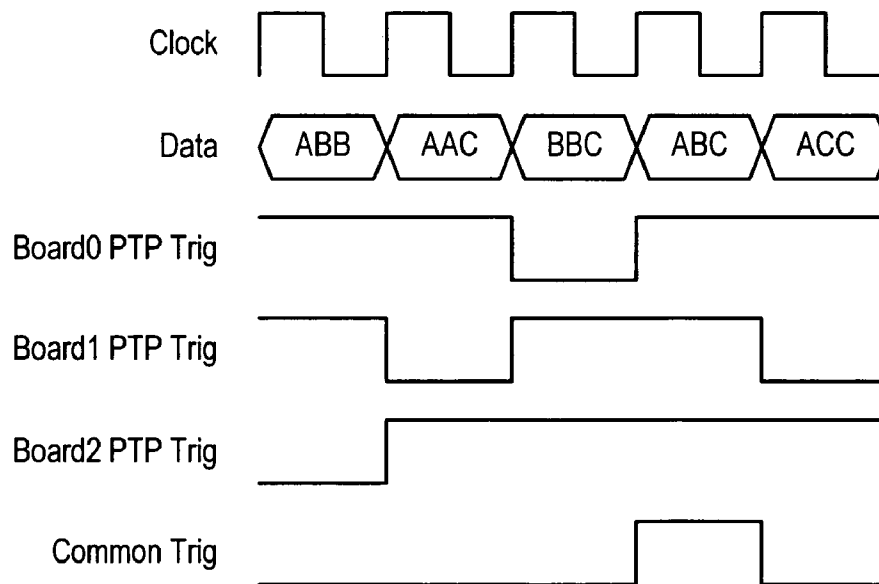 Clock
Data ABB AAC BBC ABC ACC
Board0 PTP Trig
Board1 PTP Trig
Board2 PTP Trig
Common Trig